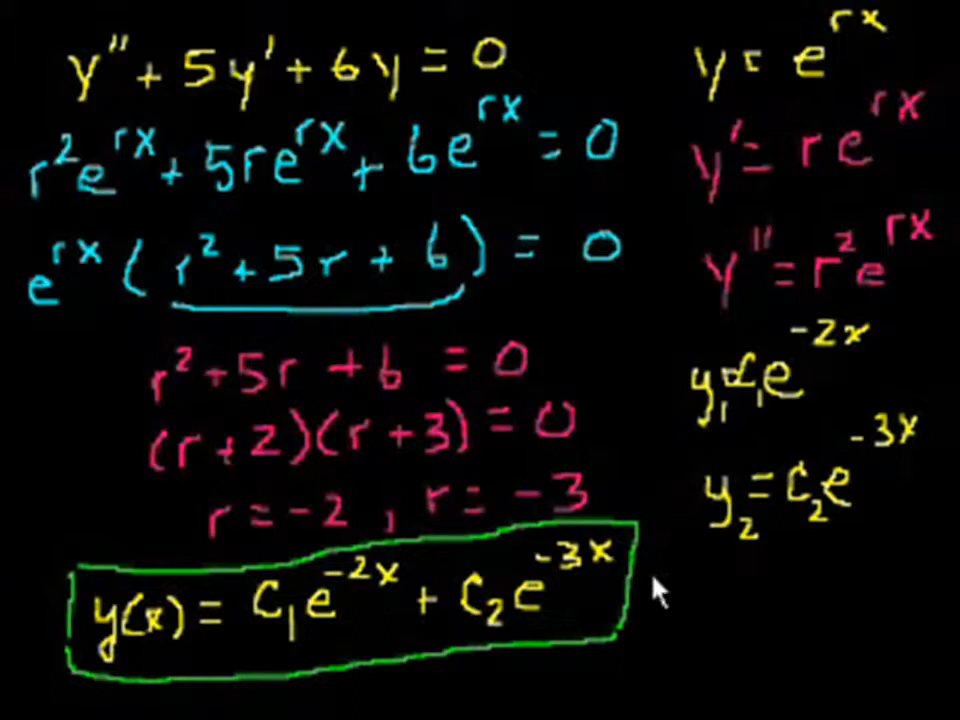 y" + 5y' + 6y = 0
r²e^rx + 5re^rx + 6e^rx = 0
e^rx (r² + 5r + 6) = 0
r² + 5r + 6 = 0
(r + 2)(r + 3) = 0
r = -2 , r = -3
y(x) = C₁e^-2x + C₂e^-3x
y = e^rx
y' = re^rx
y" = r²e^rx
y₁ = C₁e^-2x
y₂ = C₂e^-3x